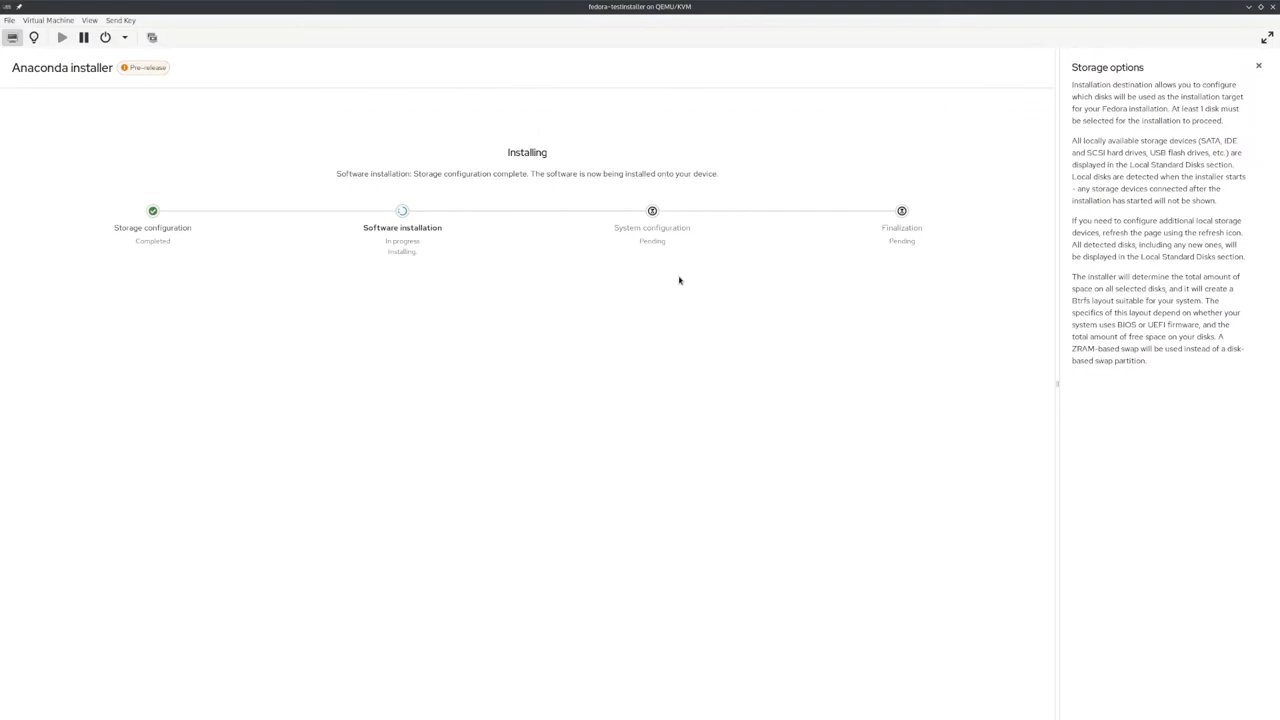 fedora-testinstaller on QEMU/KVM
File Virtual Machine View Send Key
Anaconda installer Pre-release
Installing
Software installation: Storage configuration complete. The software is now being installed onto your device.
Storage configuration
Completed
Software installation
In progress
Installing.
System configuration
Pending
Finalization
Pending
Storage options
Installation destination allows you to configure
which disks will be used as the installation target
for your Fedora installation. At least 1 disk must
be selected for the installation to proceed.
All locally available storage devices (SATA, IDE
and SCSI hard drives, USB flash drives, etc.) are
displayed in the Local Standard Disks section.
Local disks are detected when the installer starts
- any storage devices connected after the
installation has started will not be shown.
If you need to configure additional local storage
devices, refresh the page using the refresh icon.
All detected disks, including any new ones, will
be displayed in the Local Standard Disks section.
The installer will determine the total amount of
space on all selected disks, and it will create a
Btrfs layout suitable for your system. The
specifics of this layout depend on whether your
system uses BIOS or UEFI firmware, and the
total amount of free space on your disks. A
ZRAM-based swap will be used instead of a disk-
based swap partition.